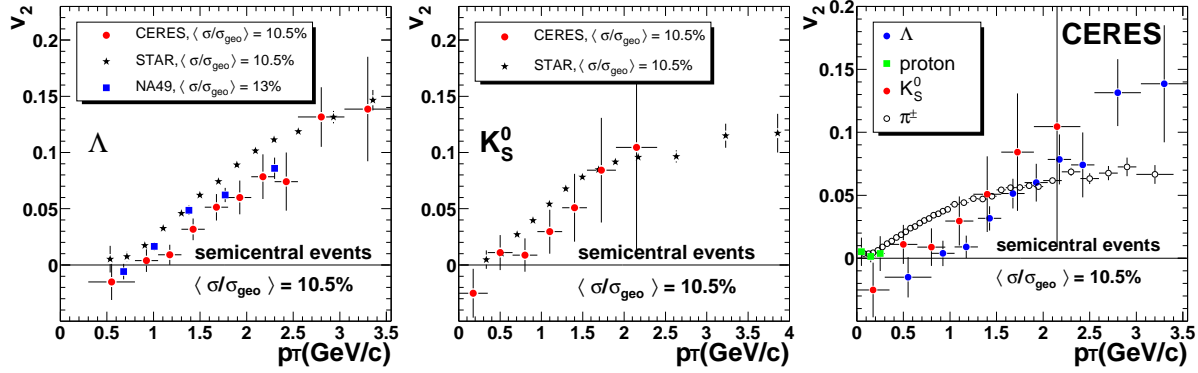 v₂
0.2
0.15
0.1
0.05
0
CERES, ⟨ σ/σgeo ⟩ = 10.5%
STAR, ⟨ σ/σgeo ⟩ = 10.5%
NA49, ⟨ σ/σgeo ⟩ = 13%
Λ
semicentral events
⟨ σ/σgeo ⟩ = 10.5%
0 0.5 1 1.5 2 2.5 3 3.5
pT(GeV/c)
v₂
0.2
0.15
0.1
0.05
0
CERES, ⟨ σ/σgeo ⟩ = 10.5%
STAR, ⟨ σ/σgeo ⟩ = 10.5%
K⁰S
semicentral events
⟨ σ/σgeo ⟩ = 10.5%
0 0.5 1 1.5 2 2.5 3 3.5 4
pT(GeV/c)
v₂
0.2
0.15
0.1
0.05
0
Λ
proton
K⁰S
π±
CERES
semicentral events
⟨ σ/σgeo ⟩ = 10.5%
0 0.5 1 1.5 2 2.5 3 3.5
pT(GeV/c)